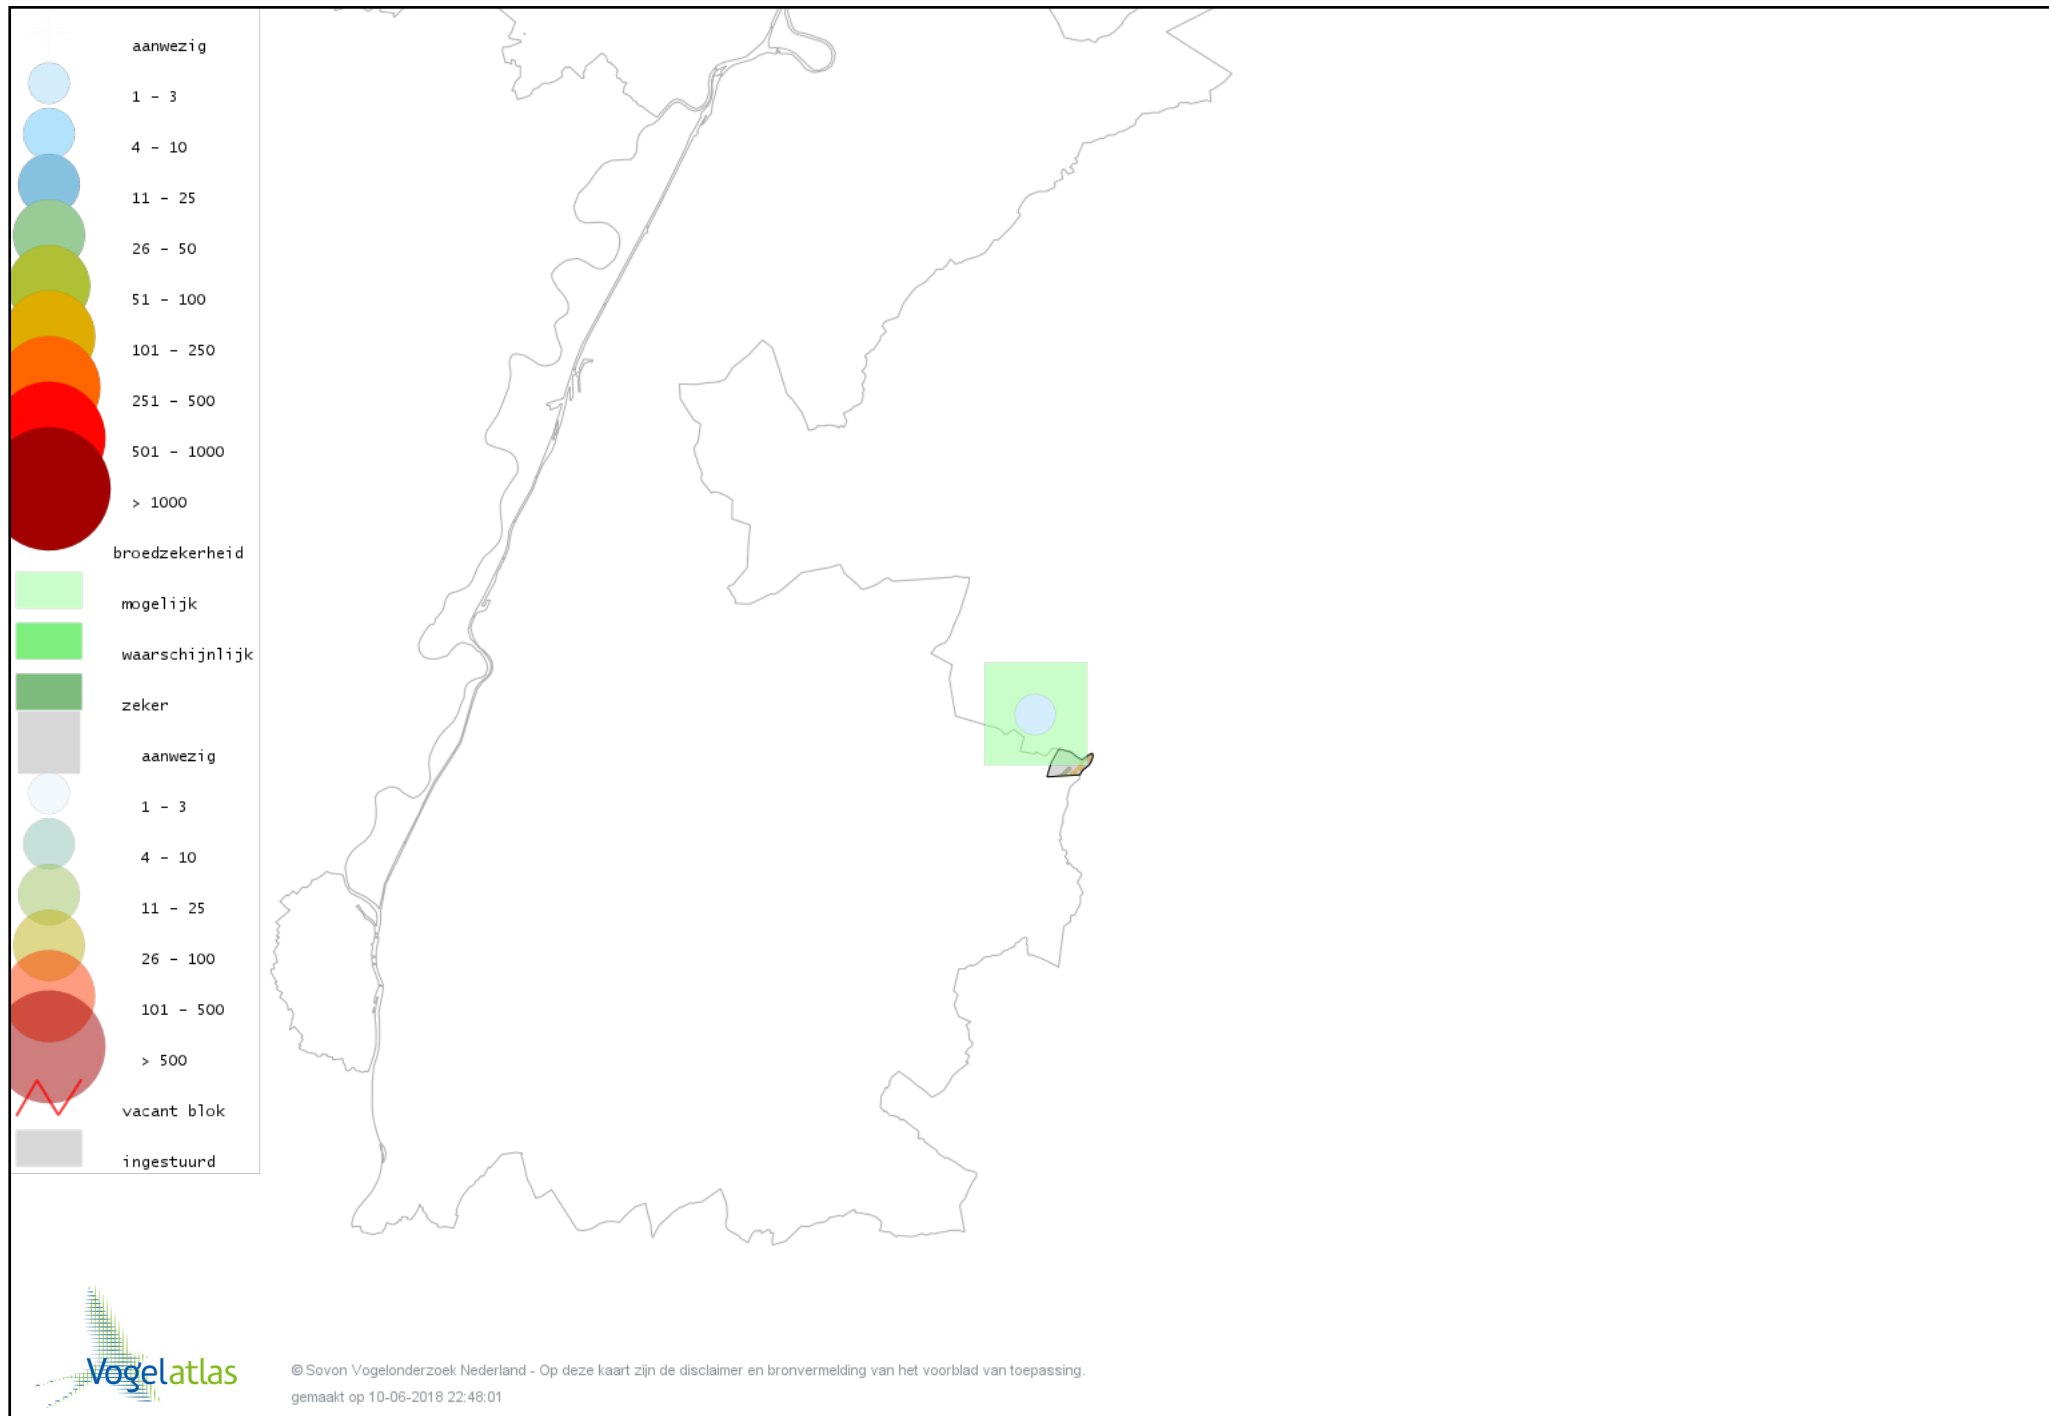 aanwezig
1 - 3
4 - 10
11 - 25
26 - 50
51 - 100
101 - 250
251 - 500
501 - 1000
> 1000
broedzekerheid
mogelijk
waarschijnlijk
zeker
aanwezig
1 - 3
4 - 10
11 - 25
26 - 100
101 - 500
> 500
vacant blok
ingestuurd
Vogelatlas
© Sovon Vogelonderzoek Nederland - Op deze kaart zijn de disclaimer en bronvermelding van het voorblad van toepassing.
gemaakt op 10-06-2018 22:48:01